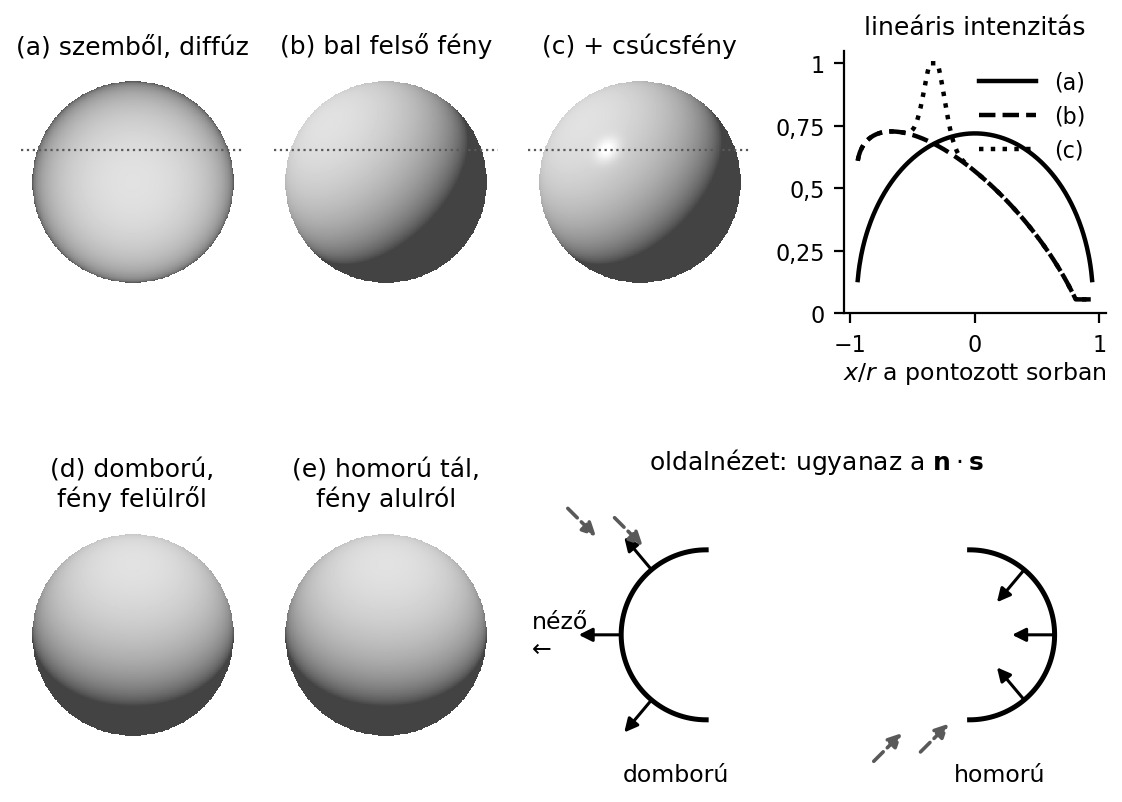 (a) szemből, diffúz
(b) bal felső fény
(c) + csúcsfény
lineáris intenzitás
1
0,75
0,5
0,25
0
(a)
(b)
(c)
−1
0
1
x/r a pontozott sorban
(d) domború,
fény felülről
(e) homorú tál,
fény alulról
oldalnézet: ugyanaz a n · s
néző
←
domború
homorú